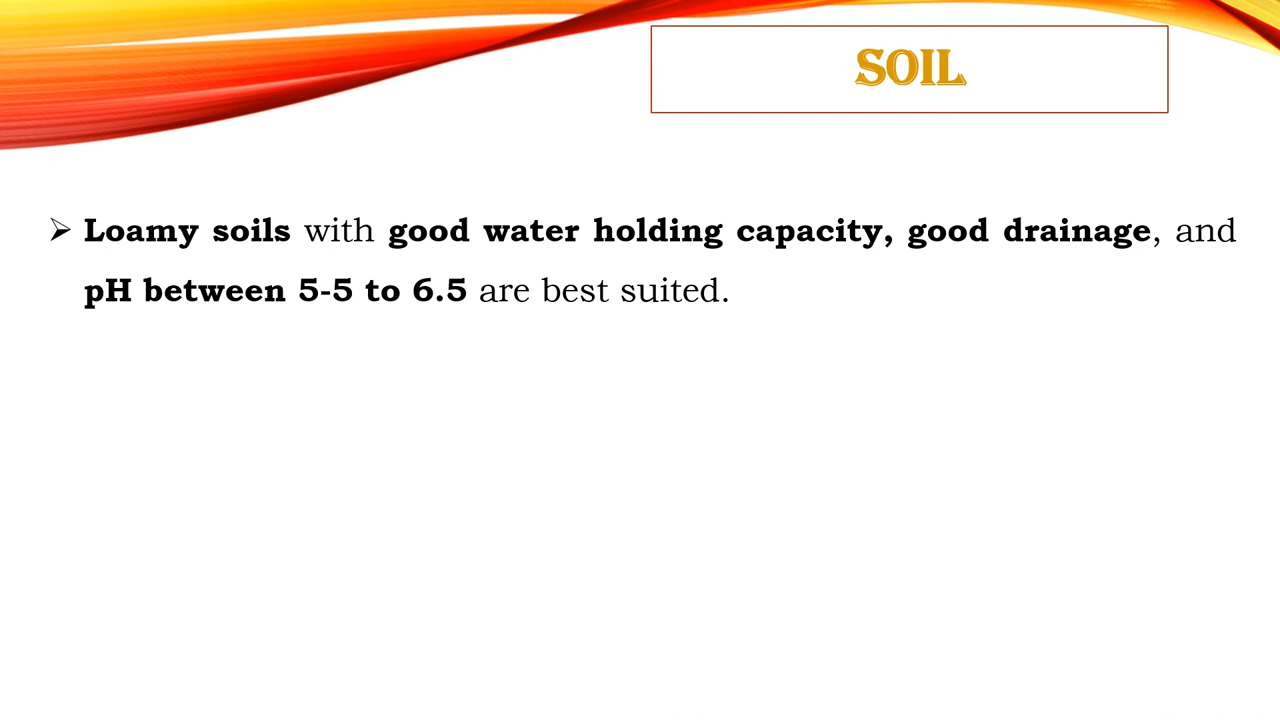 SOIL
➢ Loamy soils with good water holding capacity, good drainage, and
pH between 5-5 to 6.5 are best suited.